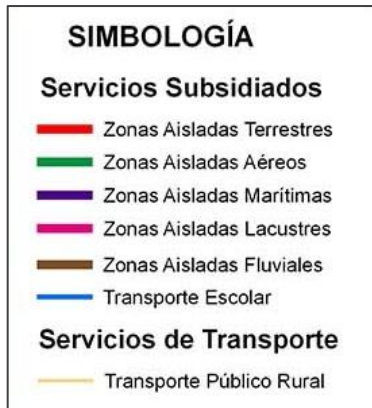 SIMBOLOGÍA
Servicios Subsidiados
Zonas Aisladas Terrestres
Zonas Aisladas Aéreos
Zonas Aisladas Marítimas
Zonas Aisladas Lacustres
Zonas Aisladas Fluviales
Transporte Escolar
Servicios de Transporte
Transporte Público Rural